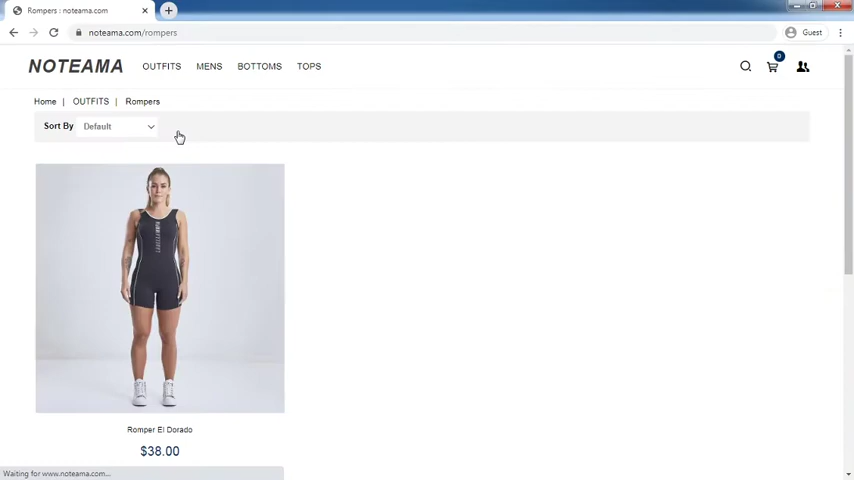 Rompers : noteama.com
noteama.com/rompers
Guest
NOTEAMA OUTFITS MENS BOTTOMS TOPS
0
Home | OUTFITS | Rompers
Sort By Default
Romper El Dorado
$38.00
Waiting for www.noteama.com...